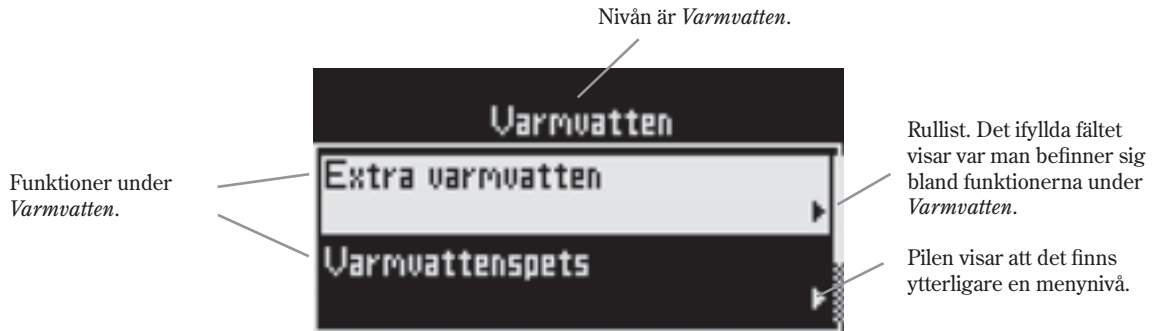 Nivån är Varmvatten.
Varmvatten
Extra varmvatten
Varmvattenspets
Funktioner under
Varmvatten.
Rullist. Det ifyllda fältet
visar var man befinner sig
bland funktionerna under
Varmvatten.
Pilen visar att det finns
ytterligare en menynivå.